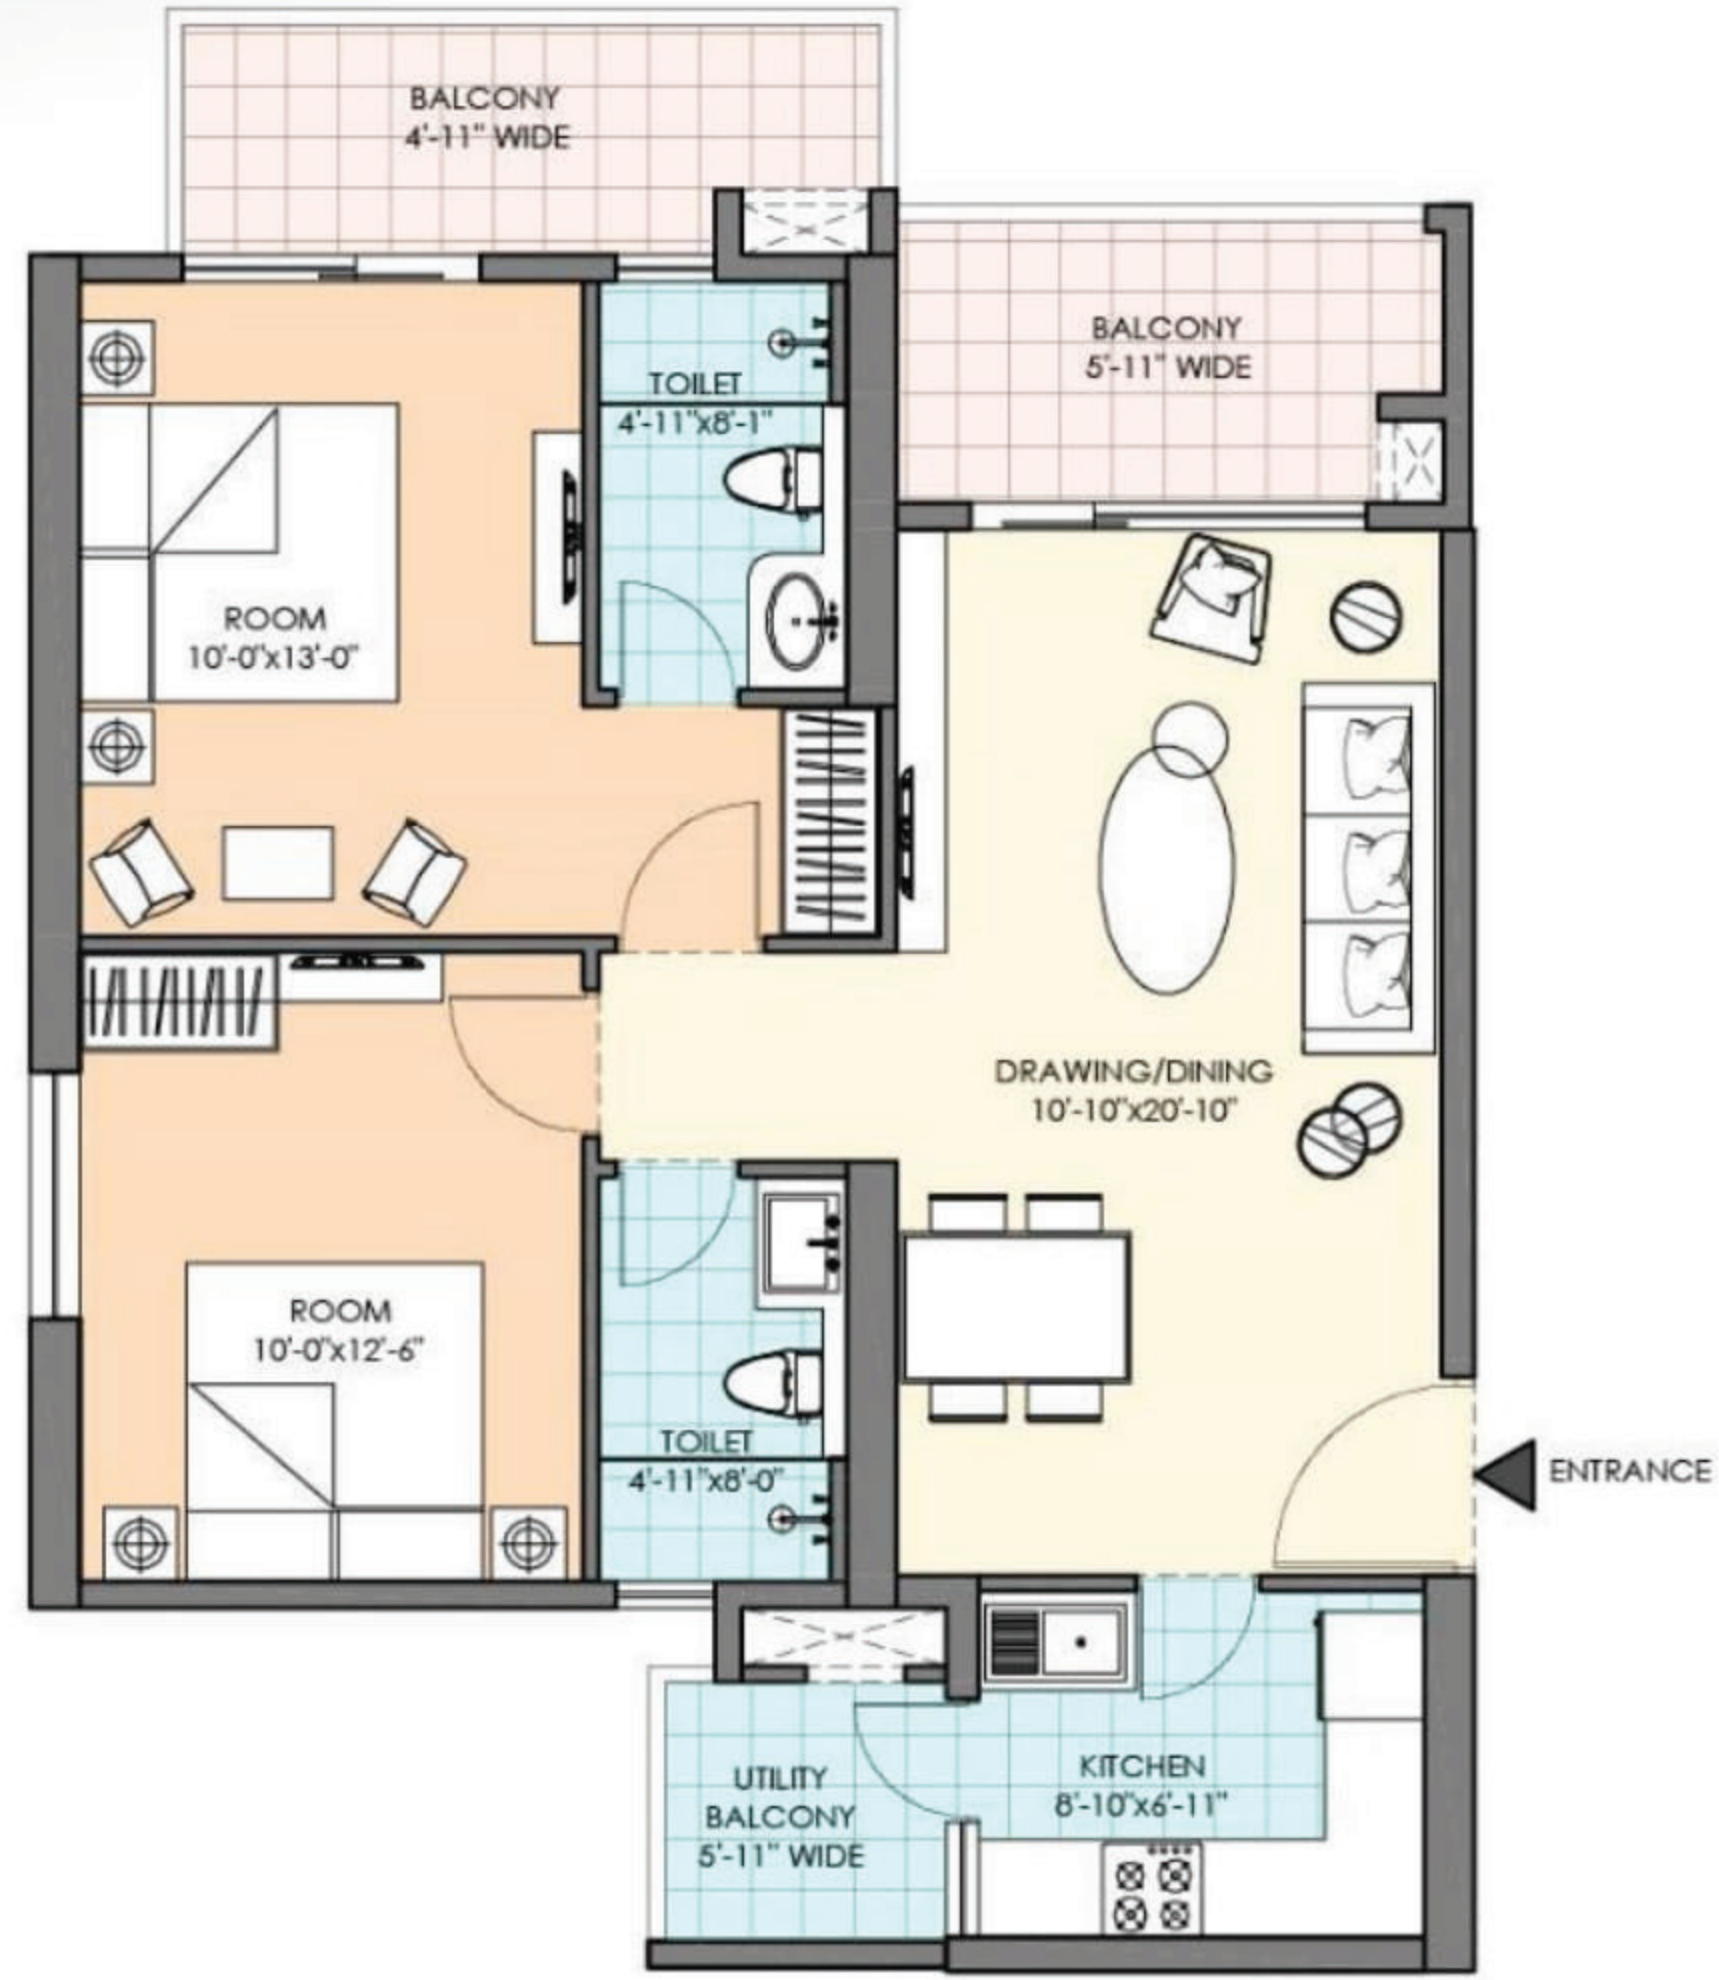 BALCONY
4'-11" WIDE
BALCONY
5'-11" WIDE
TOILET
4'-11"x8'-1"
ROOM
10'-0"x13'-0"
DRAWING/DINING
10'-10"x20'-10"
ROOM
10'-0"x12'-6"
TOILET
4'-11"x8'-0"
ENTRANCE
KITCHEN
8'-10"x6'-11"
UTILITY
BALCONY
5'-11" WIDE